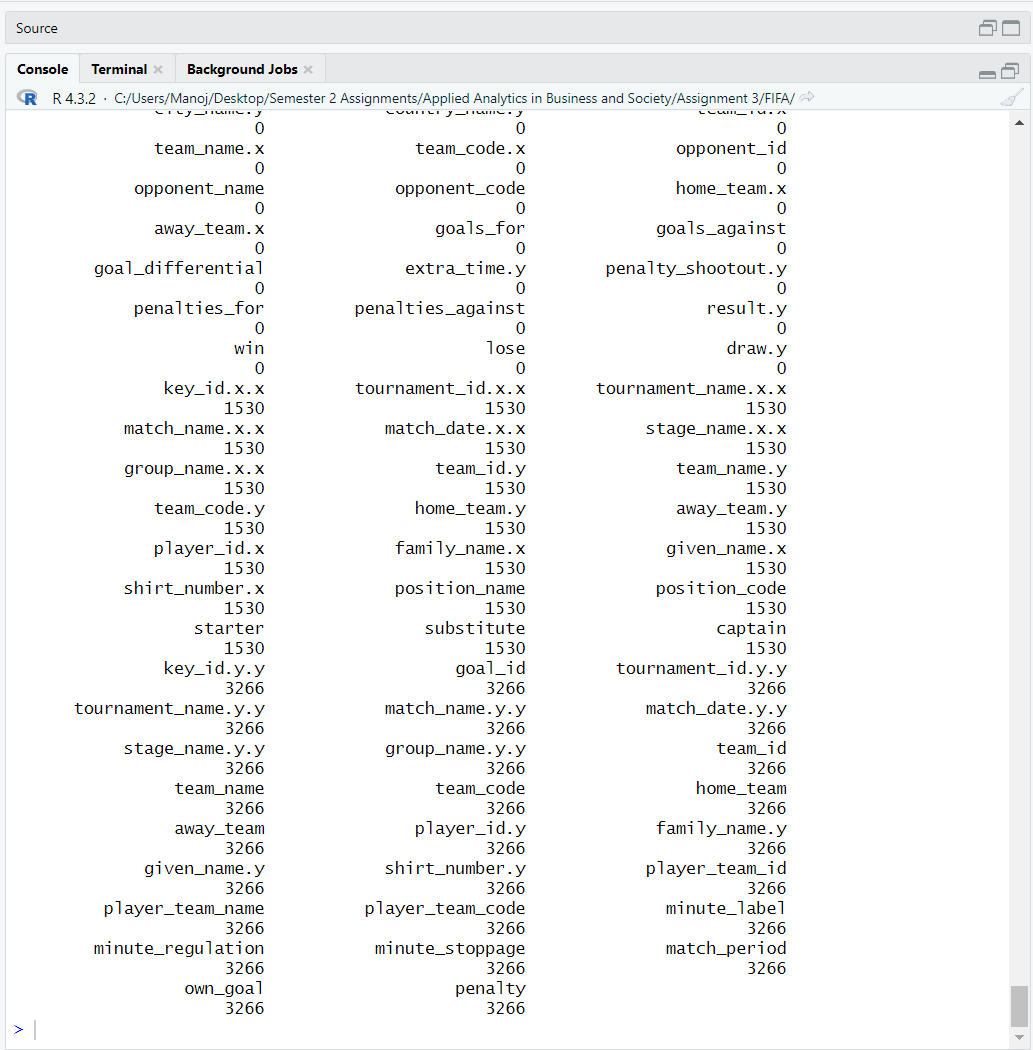 Source
Console Terminal Background Jobs
R R 4.3.2 · C:/Users/Manoj/Desktop/Semester 2 Assignments/Applied Analytics in Business and Society/Assignment 3/FIFA/
city_name.y country_name.y team_id.x
0 0 0
team_name.x team_code.x opponent_id
0 0 0
opponent_name opponent_code home_team.x
0 0 0
away_team.x goals_for goals_against
0 0 0
goal_differential extra_time.y penalty_shootout.y
0 0 0
penalties_for penalties_against result.y
0 0 0
win lose draw.y
0 0 0
key_id.x.x tournament_id.x.x tournament_name.x.x
1530 1530 1530
match_name.x.x match_date.x.x stage_name.x.x
1530 1530 1530
group_name.x.x team_id.y team_name.y
1530 1530 1530
team_code.y home_team.y away_team.y
1530 1530 1530
player_id.x family_name.x given_name.x
1530 1530 1530
shirt_number.x position_name position_code
1530 1530 1530
starter substitute captain
1530 1530 1530
key_id.y.y goal_id tournament_id.y.y
3266 3266 3266
tournament_name.y.y match_name.y.y match_date.y.y
3266 3266 3266
stage_name.y.y group_name.y.y team_id
3266 3266 3266
team_name team_code home_team
3266 3266 3266
away_team player_id.y family_name.y
3266 3266 3266
given_name.y shirt_number.y player_team_id
3266 3266 3266
player_team_name player_team_code minute_label
3266 3266 3266
minute_regulation minute_stoppage match_period
3266 3266 3266
own_goal penalty
3266 3266
>